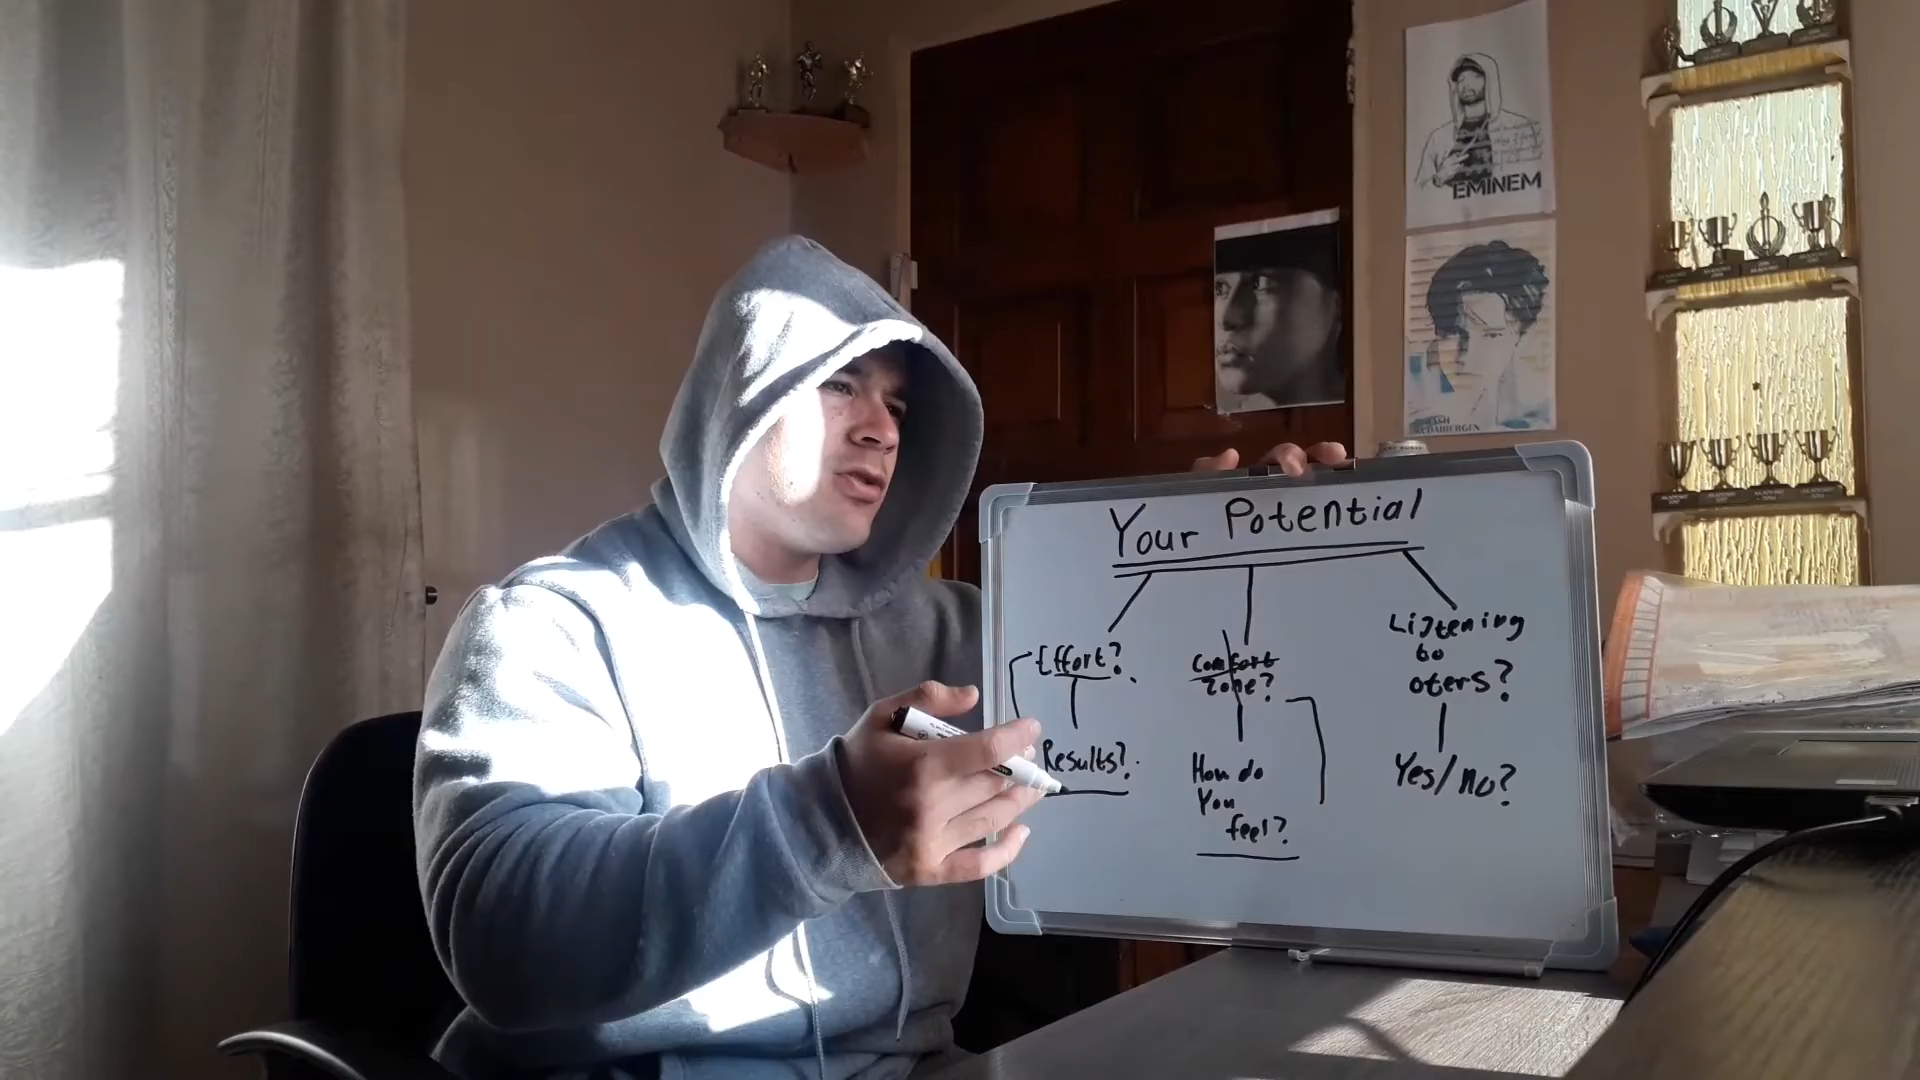 EMINEM
Your Potential
Effort?
Results?
Comfort
Zone?
How do
You
feel?
Listening
to
oters?
Yes/no?